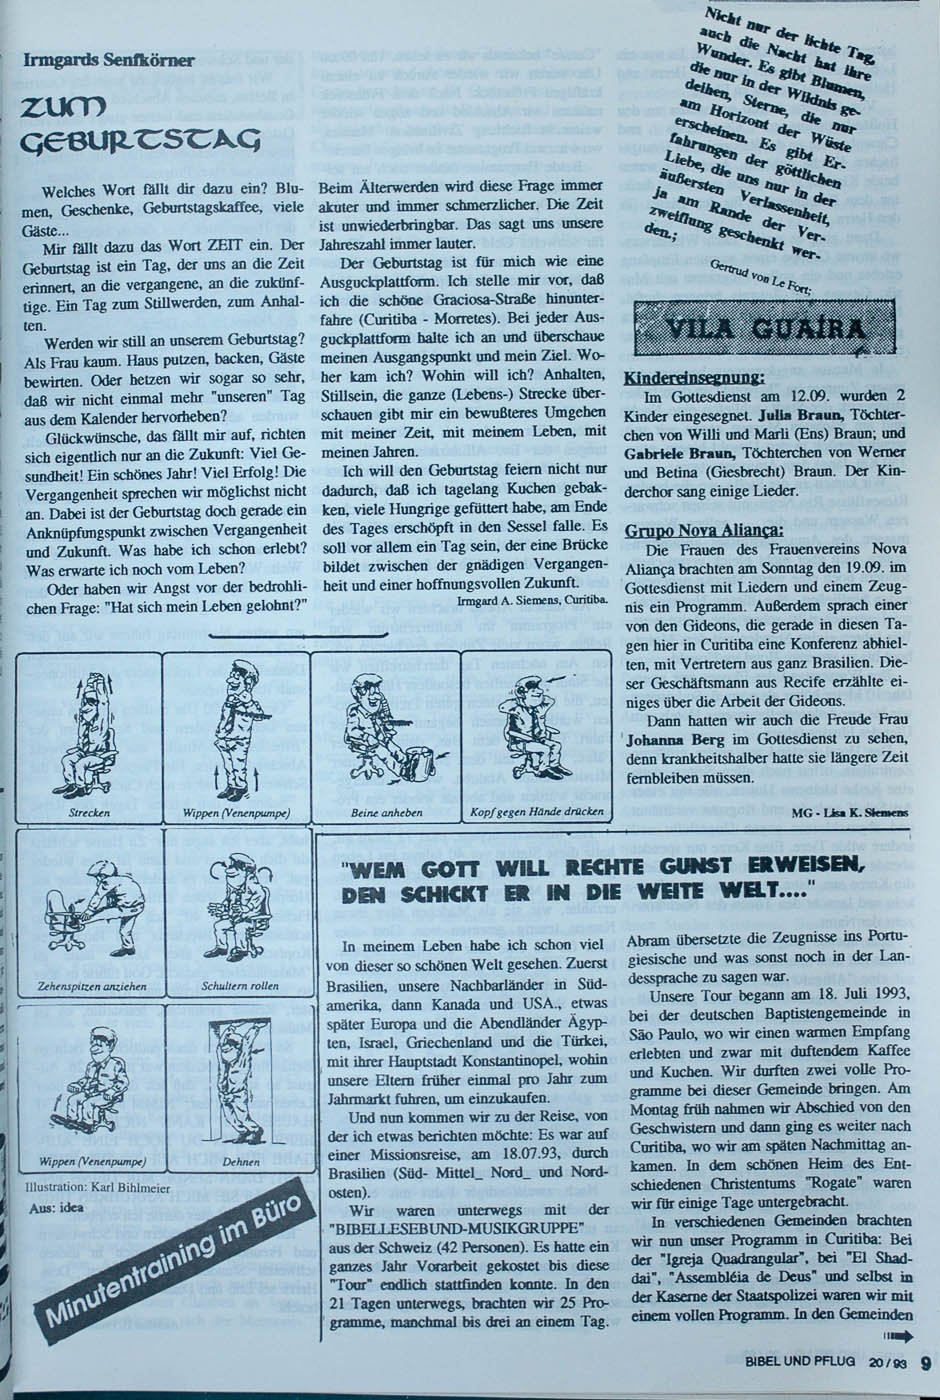 Irmgards Senfkörner
ZUM
GEBURTSTAG
Welches Wort fällt dir dazu ein? Blu-
men, Geschenke, Geburtstagskaffee, viele
Gäste...
Mir fällt dazu das Wort ZEIT ein. Der
Geburtstag ist ein Tag, der uns an die Zeit
erinnert, an die vergangene, an die zukünf-
tige. Ein Tag zum Stillwerden, zum Anhal-
ten.
Werden wir still an unserem Geburtstag?
Als Frau kaum. Haus putzen, backen, Gäste
bewirten. Oder hetzen wir sogar so sehr,
daß wir nicht einmal mehr "unseren" Tag
aus dem Kalender hervorheben?
Glückwünsche, das fällt mir auf, richten
sich eigentlich nur an die Zukunft: Viel Ge-
sundheit! Ein schönes Jahr! Viel Erfolg! Die
Vergangenheit sprechen wir möglichst nicht
an. Dabei ist der Geburtstag doch gerade ein
Anknüpfungspunkt zwischen Vergangenheit
und Zukunft. Was habe ich schon erlebt?
Was erwarte ich noch vom Leben?
Oder haben wir Angst vor der bedrohli-
chen Frage: "Hat sich mein Leben gelohnt?"
Beim Älterwerden wird diese Frage immer
akuter und immer schmerzlicher. Die Zeit
ist unwiederbringbar. Das sagt uns unsere
Jahreszahl immer lauter.
Der Geburtstag ist für mich wie eine
Ausguckplattform. Ich stelle mir vor, daß
ich die schöne Graciosa-Straße hinunter-
fahre (Curitiba - Morretes). Bei jeder Aus-
guckplattform halte ich an und überschaue
meinen Ausgangspunkt und mein Ziel. Wo-
her kam ich? Wohin will ich? Anhalten,
Stillsein, die ganze (Lebens-) Strecke über-
schauen gibt mir ein bewußteres Umgehen
mit meiner Zeit, mit meinem Leben, mit
meinen Jahren.
Ich will den Geburtstag feiern nicht nur
dadurch, daß ich tagelang Kuchen gebak-
ken, viele Hungrige gefüttert habe, am Ende
des Tages erschöpft in den Sessel falle. Es
soll vor allem ein Tag sein, der eine Brücke
bildet zwischen der gnädigen Vergangen-
heit und einer hoffnungsvollen Zukunft.
Irmgard A. Siemens, Curitiba.
Nicht nur der lichte Tag,
auch die Nacht hat ihre
Wunder. Es gibt Blumen,
die nur in der Wildnis ge-
deihen, Sterne, die nur
am Horizont der Wüste
erscheinen. Es gibt Er-
fahrungen der göttlichen
Liebe, die uns nur in der
äußersten Verlassenheit,
ja am Rande der Ver-
zweiflung geschenkt wer-
den.;
Gertrud von Le Fort;
VILA GUAÍRA
Kindereinsegnung:
Im Gottesdienst am 12.09. wurden 2
Kinder eingesegnet. Julia Braun, Töchter-
chen von Willi und Marli (Ens) Braun; und
Gabriele Braun, Töchterchen von Werner
und Betina (Giesbrecht) Braun. Der Kin-
derchor sang einige Lieder.
Grupo Nova Aliança:
Die Frauen des Frauenvereins Nova
Aliança brachten am Sonntag den 19.09. im
Gottesdienst mit Liedern und einem Zeug-
nis ein Programm. Außerdem sprach einer
von den Gideons, die gerade in diesen Ta-
gen hier in Curitiba eine Konferenz abhiel-
ten, mit Vertretern aus ganz Brasilien. Die-
ser Geschäftsmann aus Recife erzählte ei-
niges über die Arbeit der Gideons.
Dann hatten wir auch die Freude Frau
Johanna Berg im Gottesdienst zu sehen,
denn krankheitshalber hatte sie längere Zeit
fernbleiben müssen.
MG - Lisa K. Siemens
Strecken
Wippen (Venenpumpe)
Beine anheben
Kopf gegen Hände drücken
Zehenspitzen anziehen
Schultern rollen
Wippen (Venenpumpe)
Dehnen
Illustration: Karl Bihlmeier
Aus: idea
Minutentraining im Büro
"WEM GOTT WILL RECHTE GUNST ERWEISEN,
DEN SCHICKT ER IN DIE WEITE WELT...."
In meinem Leben habe ich schon viel
von dieser so schönen Welt gesehen. Zuerst
Brasilien, unsere Nachbarländer in Süd-
amerika, dann Kanada und USA., etwas
später Europa und die Abendländer Ägyp-
ten, Israel, Griechenland und die Türkei,
mit ihrer Hauptstadt Konstantinopel, wohin
unsere Eltern früher einmal pro Jahr zum
Jahrmarkt fuhren, um einzukaufen.
Und nun kommen wir zu der Reise, von
der ich etwas berichten möchte: Es war auf
einer Missionsreise, am 18.07.93, durch
Brasilien (Süd- Mittel_ Nord_ und Nord-
osten).
Wir waren unterwegs mit der
"BIBELLESEBUND-MUSIKGRUPPE"
aus der Schweiz (42 Personen). Es hatte ein
ganzes Jahr Vorarbeit gekostet bis diese
"Tour" endlich stattfinden konnte. In den
21 Tagen unterwegs, brachten wir 25 Pro-
gramme, manchmal bis drei an einem Tag.
Abram übersetzte die Zeugnisse ins Portu-
giesische und was sonst noch in der Lan-
dessprache zu sagen war.
Unsere Tour begann am 18. Juli 1993,
bei der deutschen Baptistengemeinde in
São Paulo, wo wir einen warmen Empfang
erlebten und zwar mit duftendem Kaffee
und Kuchen. Wir durften zwei volle Pro-
gramme bei dieser Gemeinde bringen. Am
Montag früh nahmen wir Abschied von den
Geschwistern und dann ging es weiter nach
Curitiba, wo wir am späten Nachmittag an-
kamen. In dem schönen Heim des Ent-
schiedenen Christentums "Rogate" waren
wir für einige Tage untergebracht.
In verschiedenen Gemeinden brachten
wir nun unser Programm in Curitiba: Bei
der "Igreja Quadrangular", bei "El Shad-
dai", "Assembléia de Deus" und selbst in
der Kaserne der Staatspolizei waren wir mit
einem vollen Programm. In den Gemeinden
BIBEL UND PFLUG 20/93 9